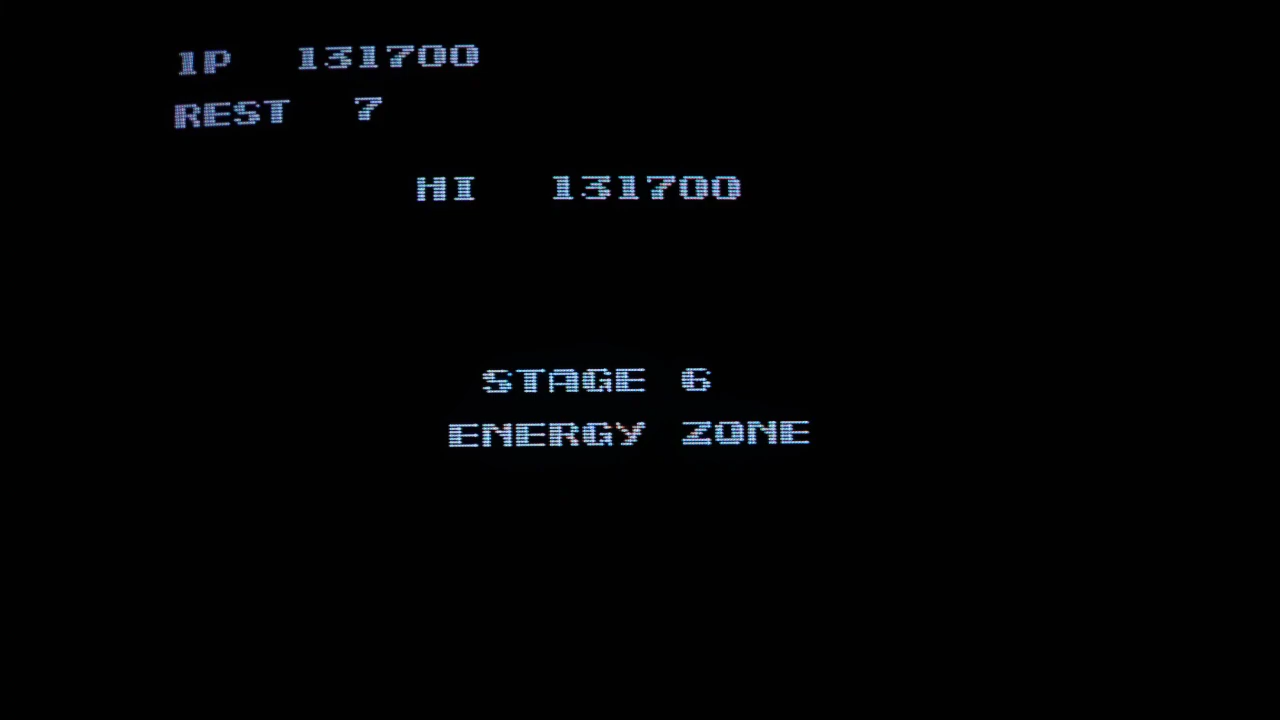 1P 131700
REST 7
HI 131700
STAGE 6
ENERGY ZONE